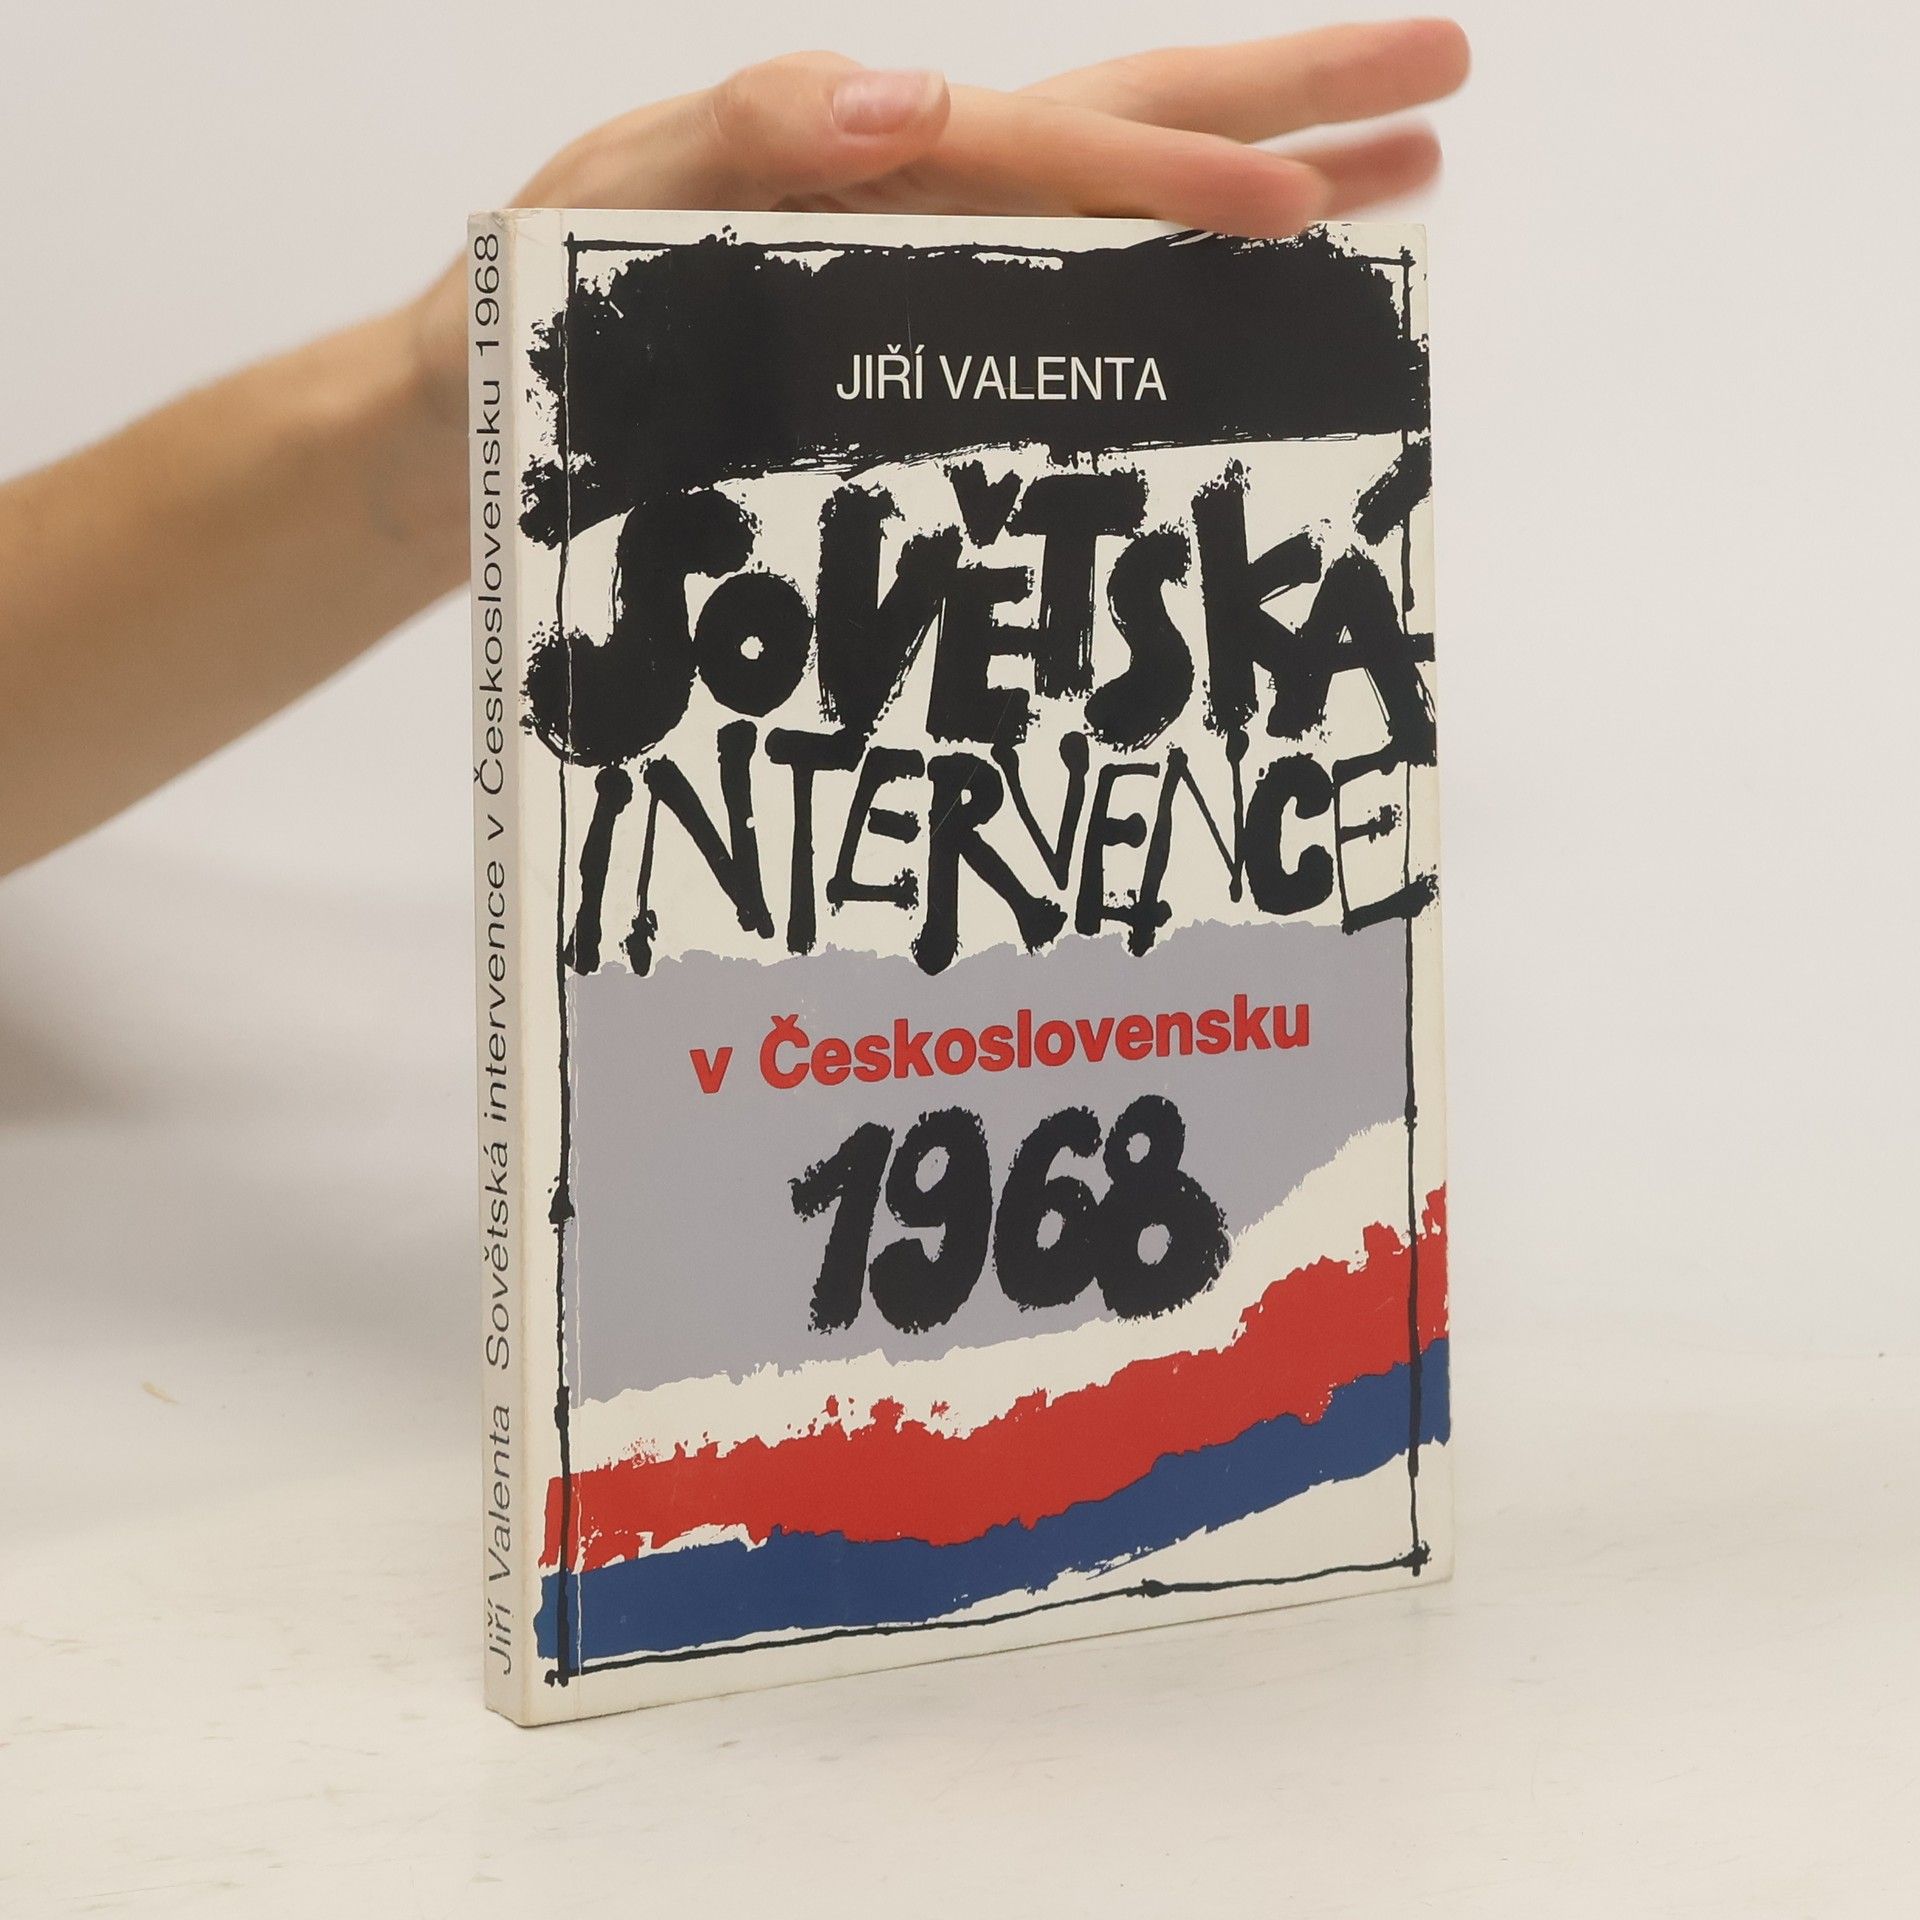 Jiří Valenta Sovětská intervence v Československu 1968
JIŘÍ VALENTA
SOVĚTSKÁ
INTERVENCE
v Československu
1968